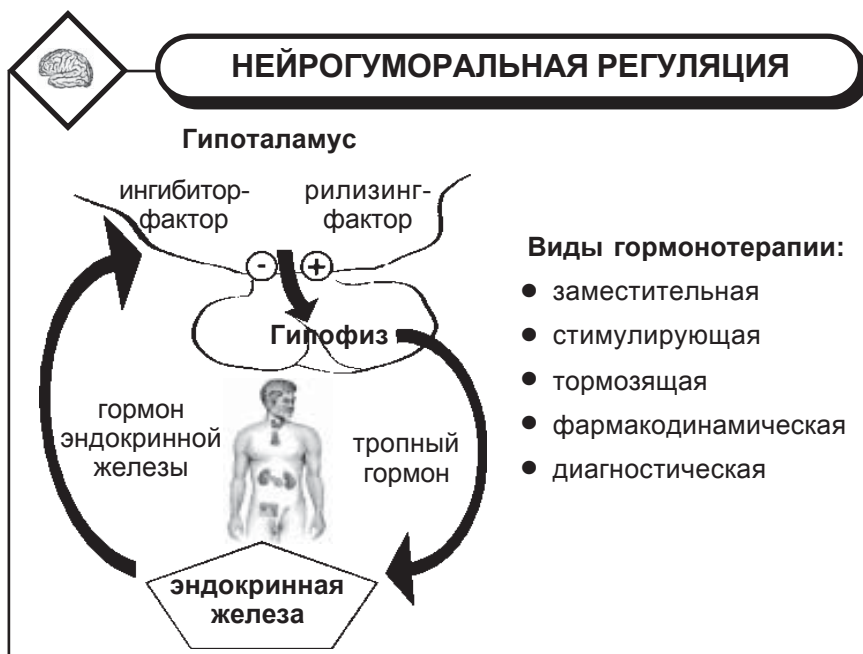 НЕЙРОГУМОРАЛЬНАЯ РЕГУЛЯЦИЯ
Гипоталамус
ингибитор-
фактор
рилизинг-
фактор
- +
Гипофиз
гормон
эндокринной
железы
тропный
гормон
эндокринная
железа
Виды гормонотерапии:
● заместительная
● стимулирующая
● тормозящая
● фармакодинамическая
● диагностическая